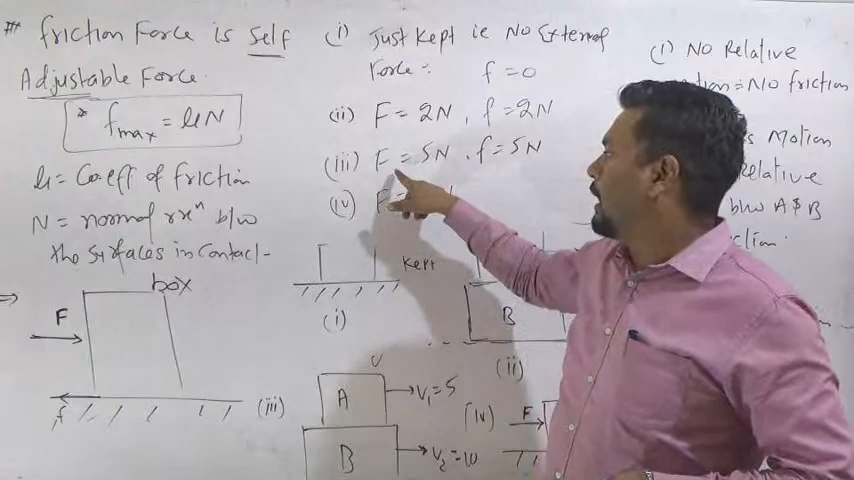 friction Force is Self
Adjustable Force.
* fmax = μN
μ = Co.eff of friction
N = normal rxⁿ b/w
the surfaces in Contact-
box
F
f
(iii)
(i) Just Kept ie No External
Force ∴ f = 0
(ii) F = 2N , f = 2N
(iii) F = 5N , f = 5N
(iv) F =
Kept
(i)
B
(ii)
A
V₁ = 5
B
V₂ = 10
(iv)
F
(i) NO Relative
NO friction
Motion
Relative
b/w A & B